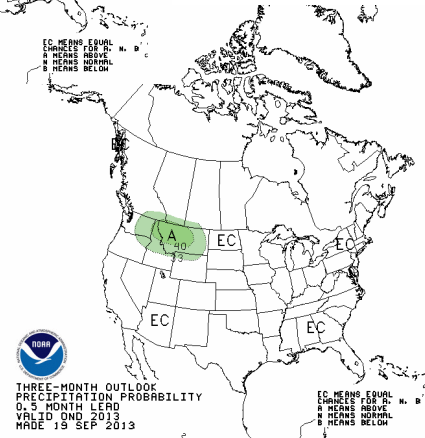 EC MEANS EQUAL
CHANCES FOR A, N, B
A MEANS ABOVE
N MEANS NORMAL
B MEANS BELOW
A
40
33
EC
EC
EC
EC
NOAA
THREE-MONTH OUTLOOK
PRECIPITATION PROBABILITY
0.5 MONTH LEAD
VALID OND 2013
MADE 19 SEP 2013
EC MEANS EQUAL
CHANCES FOR A, N, B
A MEANS ABOVE
N MEANS NORMAL
B MEANS BELOW